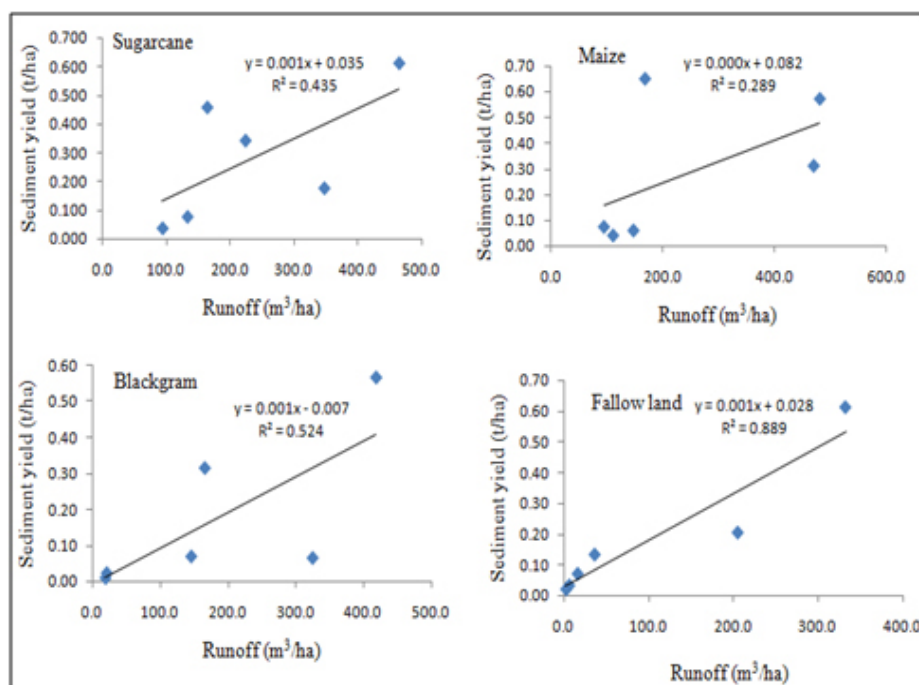 Sugarcane
y = 0.001x + 0.035
R² = 0.435
Sediment yield (t/ha)
0.700
0.600
0.500
0.400
0.300
0.200
0.100
0.000
0.0 100.0 200.0 300.0 400.0 500.0
Runoff (m³/ha)
Maize
y = 0.000x + 0.082
R² = 0.289
Sediment yield (t/ha)
0.70
0.60
0.50
0.40
0.30
0.20
0.10
0.00
0.0 200.0 400.0 600.0
Runoff (m³/ha)
Blackgram
y = 0.001x - 0.007
R² = 0.524
Sediment yield (t/ha)
0.60
0.50
0.40
0.30
0.20
0.10
0.00
0.0 100.0 200.0 300.0 400.0 500.0
Runoff (m³/ha)
Fallow land
y = 0.001x + 0.028
R² = 0.889
Sediment yield (t/ha)
0.70
0.60
0.50
0.40
0.30
0.20
0.10
0.00
0.0 100.0 200.0 300.0 400.0
Runoff (m³/ha)